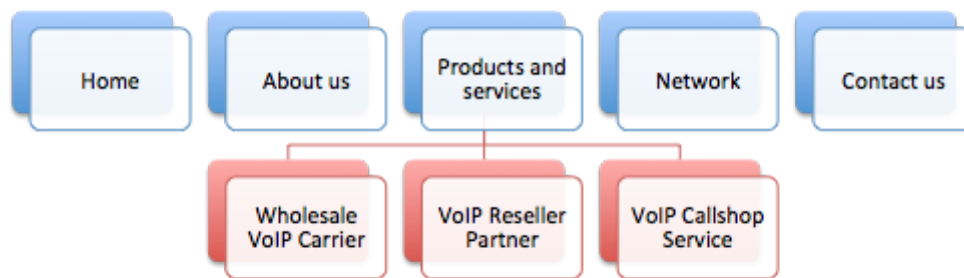 Home
About us
Products and
services
Network
Contact us
Wholesale
VoIP Carrier
VoIP Reseller
Partner
VoIP Callshop
Service